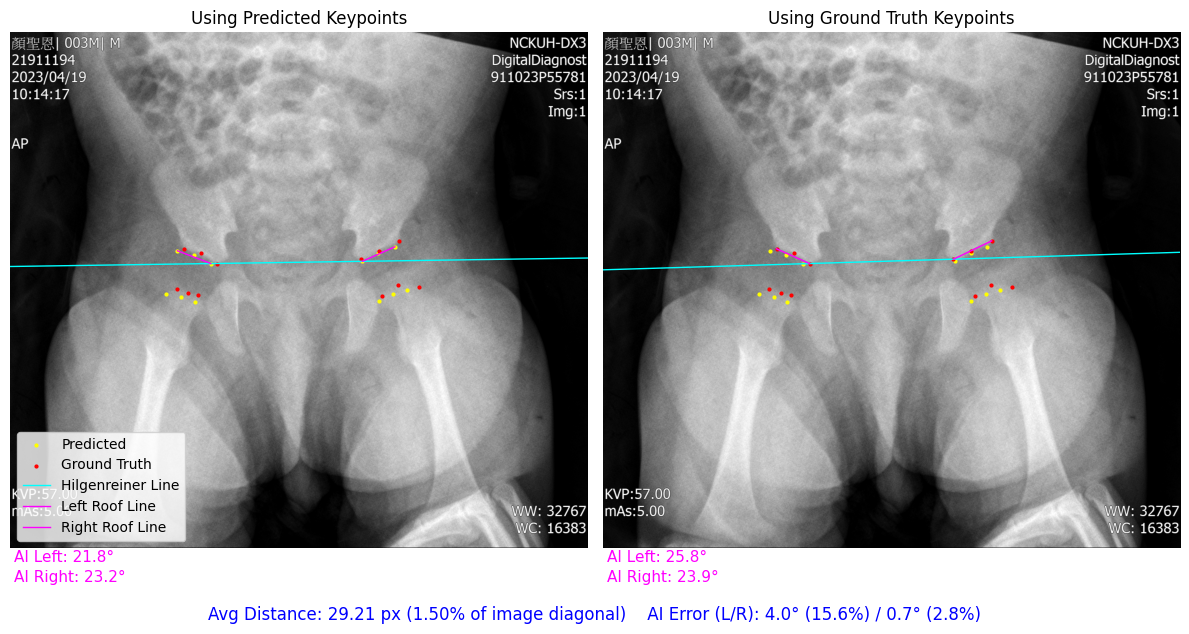 Using Predicted Keypoints
顏聖恩| 003M| M
21911194
2023/04/19
10:14:17
AP
NCKUH-DX3
DigitalDiagnost
911023P55781
Srs:1
Img:1
Predicted
Ground Truth
Hilgenreiner Line
Left Roof Line
Right Roof Line
KVP:57.00
mAs:5.00
WW: 32767
WC: 16383
AI Left: 21.8°
AI Right: 23.2°
Using Ground Truth Keypoints
顏聖恩| 003M| M
21911194
2023/04/19
10:14:17
AP
NCKUH-DX3
DigitalDiagnost
911023P55781
Srs:1
Img:1
KVP:57.00
mAs:5.00
WW: 32767
WC: 16383
AI Left: 25.8°
AI Right: 23.9°
Avg Distance: 29.21 px (1.50% of image diagonal) AI Error (L/R): 4.0° (15.6%) / 0.7° (2.8%)